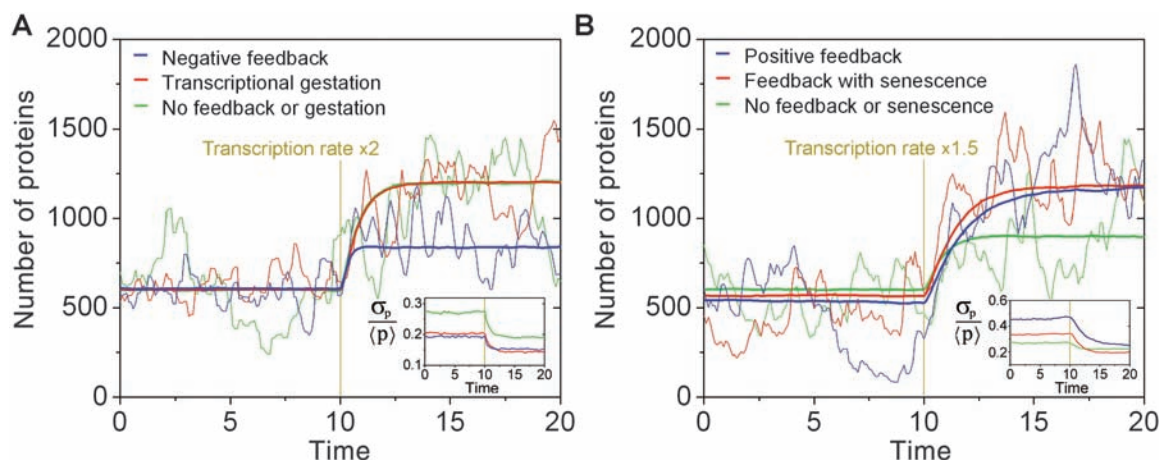 A
2000
1500
1000
500
0
Number of proteins
Negative feedback
Transcriptional gestation
No feedback or gestation
Transcription rate x2
σp
⟨p⟩
0.3
0.2
0.1
0 5 10 15 20
Time
0 5 10 15 20
Time
B
2000
1500
1000
500
0
Number of proteins
Positive feedback
Feedback with senescence
No feedback or senescence
Transcription rate x1.5
σp
⟨p⟩
0.6
0.4
0.2
0 5 10 15 20
Time
0 5 10 15 20
Time